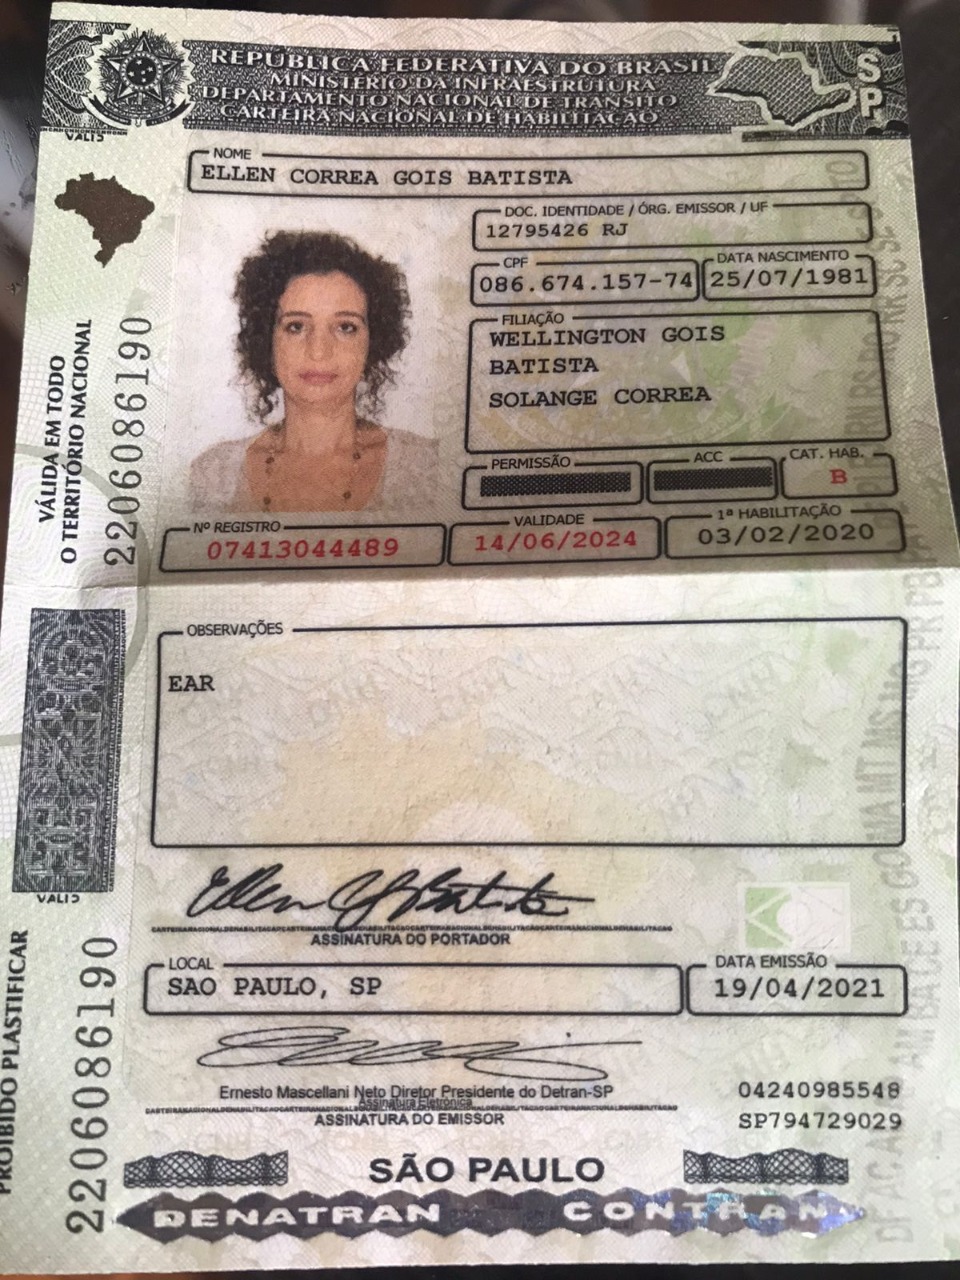 REPÚBLICA FEDERATIVA DO BRASIL
MINISTÉRIO DA INFRAESTRUTURA
DEPARTAMENTO NACIONAL DE TRÂNSITO
CARTEIRA NACIONAL DE HABILITAÇÃO
SP
NOME
ELLEN CORREA GOIS BATISTA
DOC. IDENTIDADE / ÓRG. EMISSOR / UF
12795426 RJ
CPF
086.674.157-74
DATA NASCIMENTO
25/07/1981
FILIAÇÃO
WELLINGTON GOIS
BATISTA
SOLANGE CORREA
PERMISSÃO
ACC
CAT. HAB.
B
Nº REGISTRO
07413044489
VALIDADE
14/06/2024
1ª HABILITAÇÃO
03/02/2020
VÁLIDA EM TODO
O TERRITÓRIO NACIONAL
2206086190
OBSERVAÇÕES
EAR
Ellen Batista
ASSINATURA DO PORTADOR
LOCAL
SAO PAULO, SP
DATA EMISSÃO
19/04/2021
Ernesto Mascellani Neto Diretor Presidente do Detran-SP
Assinatura Eletrônica
ASSINATURA DO EMISSOR
04240985548
SP794729029
PROIBIDO PLASTIFICAR
2206086190
SÃO PAULO
DENATRAN CONTRAN